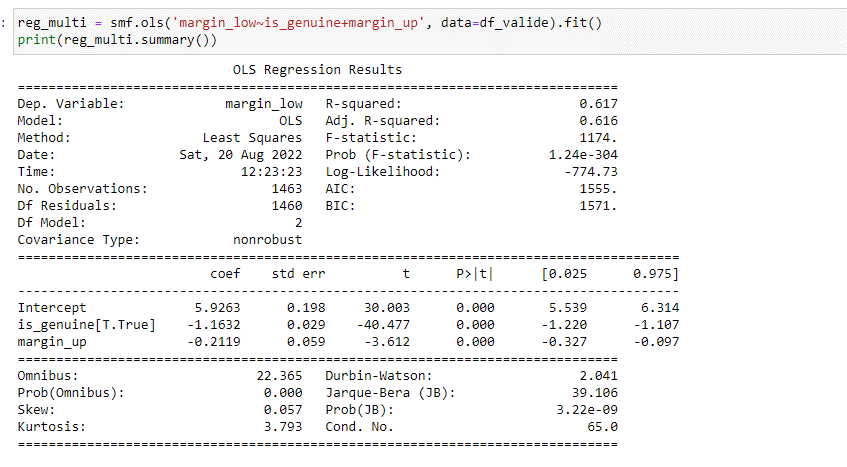 : reg_multi = smf.ols('margin_low~is_genuine+margin_up', data=df_valide).fit()
print(reg_multi.summary())
OLS Regression Results
==============================================================================
Dep. Variable: margin_low R-squared: 0.617
Model: OLS Adj. R-squared: 0.616
Method: Least Squares F-statistic: 1174.
Date: Sat, 20 Aug 2022 Prob (F-statistic): 1.24e-304
Time: 12:23:23 Log-Likelihood: -774.73
No. Observations: 1463 AIC: 1555.
Df Residuals: 1460 BIC: 1571.
Df Model: 2
Covariance Type: nonrobust
======================================================================================
coef std err t P>|t| [0.025 0.975]
--------------------------------------------------------------------------------------
Intercept 5.9263 0.198 30.003 0.000 5.539 6.314
is_genuine[T.True] -1.1632 0.029 -40.477 0.000 -1.220 -1.107
margin_up -0.2119 0.059 -3.612 0.000 -0.327 -0.097
==============================================================================
Omnibus: 22.365 Durbin-Watson: 2.041
Prob(Omnibus): 0.000 Jarque-Bera (JB): 39.106
Skew: 0.057 Prob(JB): 3.22e-09
Kurtosis: 3.793 Cond. No. 65.0
==============================================================================